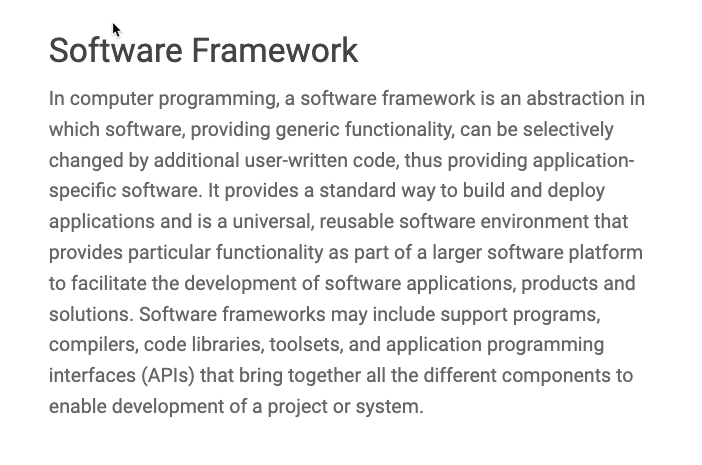 Software Framework
In computer programming, a software framework is an abstraction in
which software, providing generic functionality, can be selectively
changed by additional user-written code, thus providing application-
specific software. It provides a standard way to build and deploy
applications and is a universal, reusable software environment that
provides particular functionality as part of a larger software platform
to facilitate the development of software applications, products and
solutions. Software frameworks may include support programs,
compilers, code libraries, toolsets, and application programming
interfaces (APIs) that bring together all the different components to
enable development of a project or system.